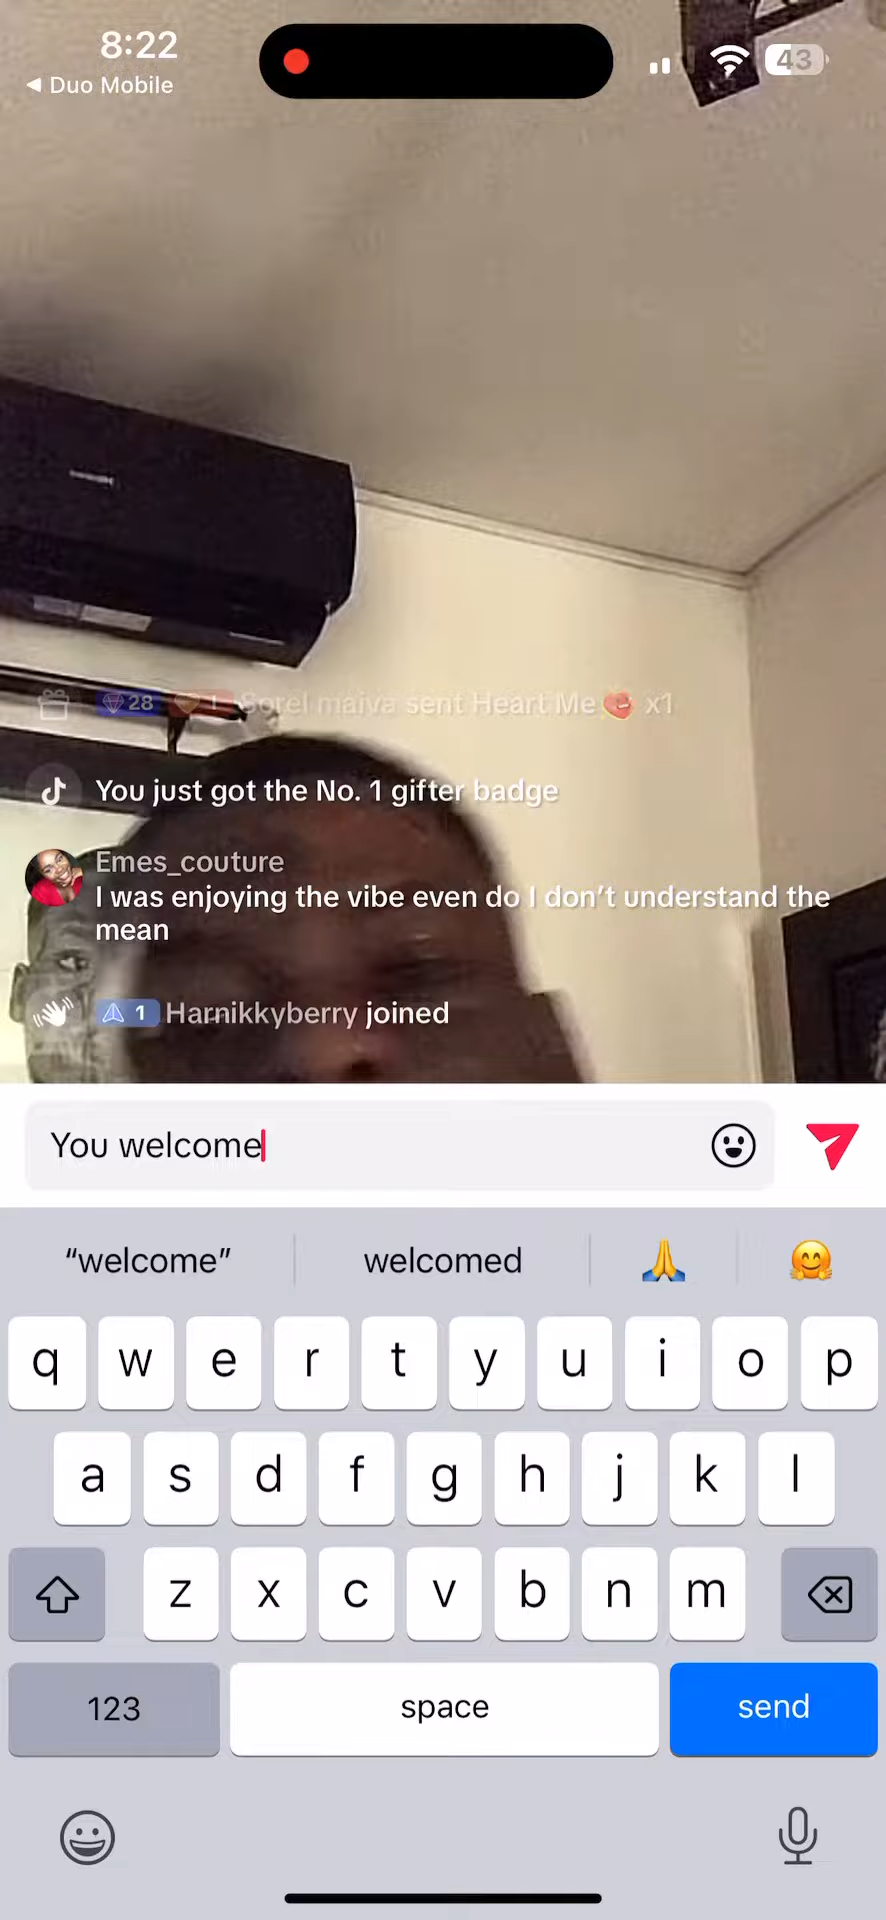 8:22
43
Duo Mobile
28 1 Sorel maiva sent Heart Me x1
You just got the No. 1 gifter badge
Emes_couture
I was enjoying the vibe even do I don’t understand the
mean
1 Harnikkyberry joined
You welcome
“welcome” welcomed 🙏 🤗
q w e r t y u i o p
a s d f g h j k l
z x c v b n m
123 space send